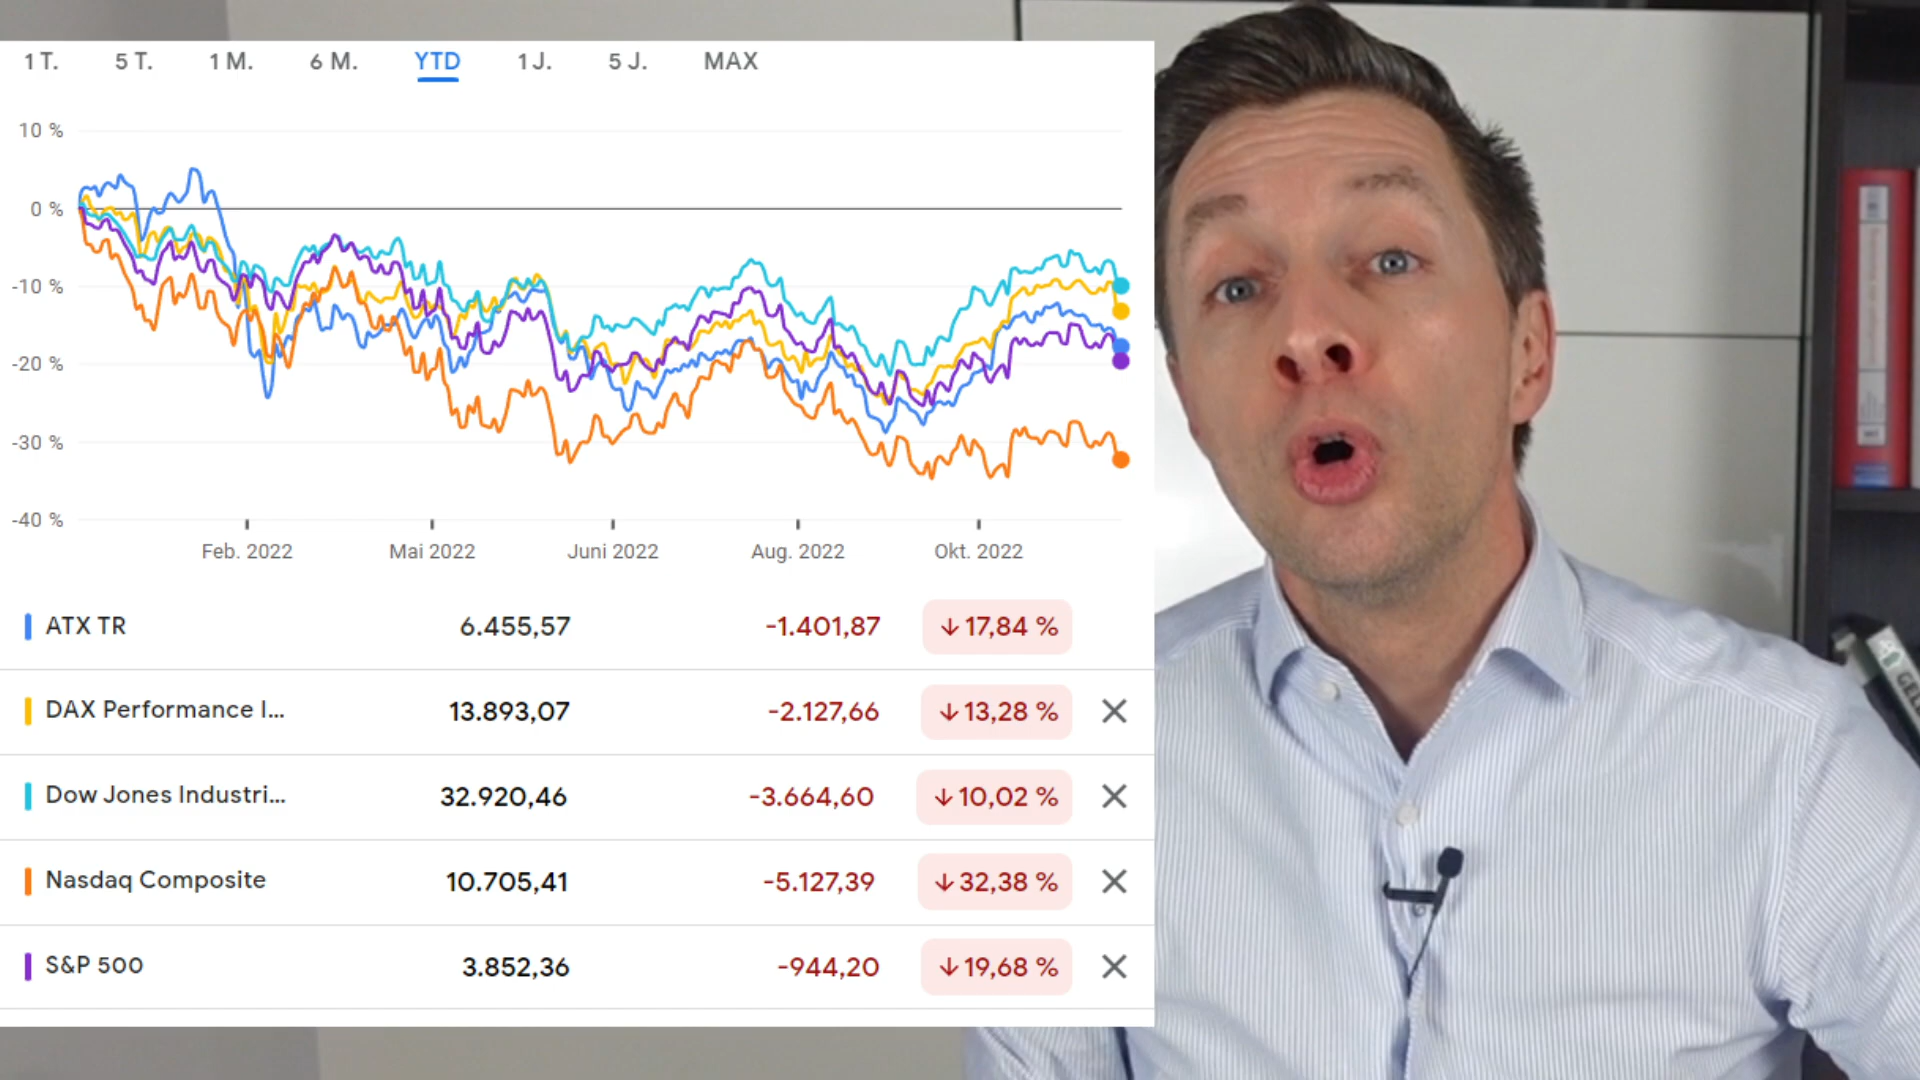 1 T. 5 T. 1 M. 6 M. YTD 1 J. 5 J. MAX
10 %
0 %
-10 %
-20 %
-30 %
-40 %
Feb. 2022 Mai 2022 Juni 2022 Aug. 2022 Okt. 2022
ATX TR 6.455,57 -1.401,87 ↓ 17,84 %
DAX Performance I... 13.893,07 -2.127,66 ↓ 13,28 %
Dow Jones Industri... 32.920,46 -3.664,60 ↓ 10,02 %
Nasdaq Composite 10.705,41 -5.127,39 ↓ 32,38 %
S&P 500 3.852,36 -944,20 ↓ 19,68 %